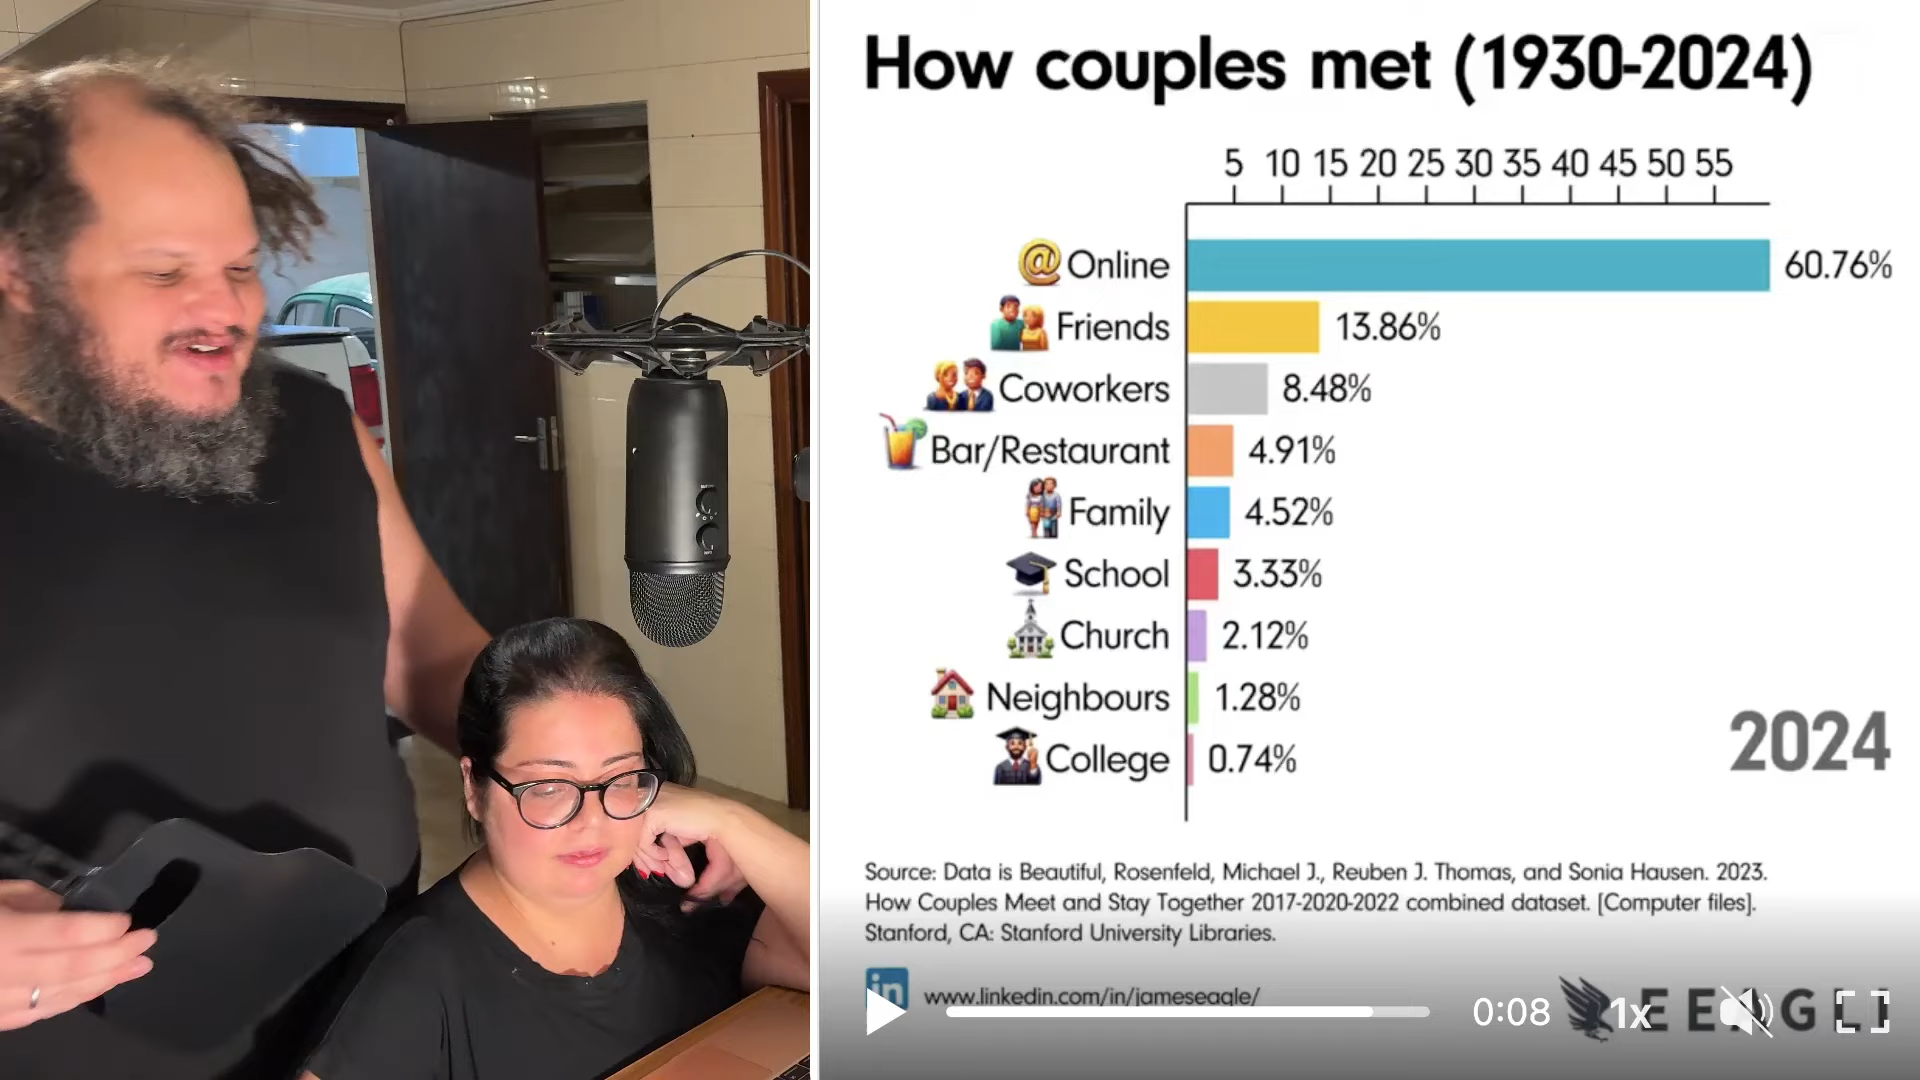 How couples met (1930-2024)
5 10 15 20 25 30 35 40 45 50 55
@ Online 60.76%
Friends 13.86%
Coworkers 8.48%
Bar/Restaurant 4.91%
Family 4.52%
School 3.33%
Church 2.12%
Neighbours 1.28%
College 0.74%
2024
Source: Data is Beautiful, Rosenfeld, Michael J., Reuben J. Thomas, and Sonia Hausen. 2023.
How Couples Meet and Stay Together 2017-2020-2022 combined dataset. [Computer files].
Stanford, CA: Stanford University Libraries.
in www.linkedin.com/in/jameseagle/
0:08 1x